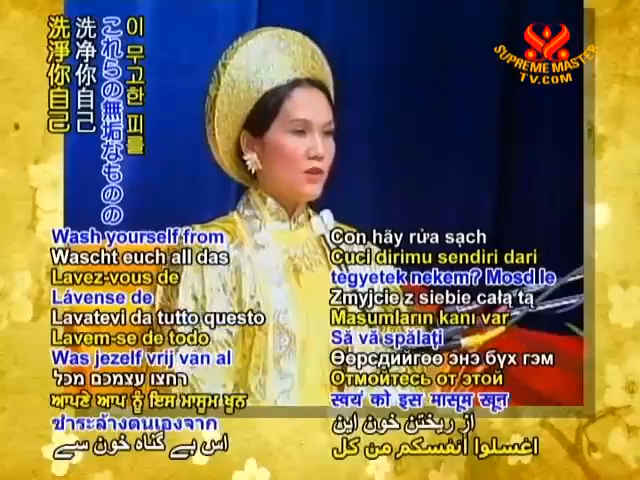 이 무고한 피를
これらの無垢なものの
洗净你自己
洗淨你自己
SUPREME MASTER
TV.COM
Wash yourself from
Wascht euch all das
Lavez-vous de
Lávense de
Lavatevi da tutto questo
Lavem-se de todo
Was jezelf vrij van al
רחצו עצמכם מכל
ਆਪਣੇ ਆਪ ਨੂੰ ਇਸ ਮਾਸੂਮ ਖੂਨ
ชำระล้างตนเองจาก
اس بے گناہ خون سے
Con hãy rửa sạch
Cuci dirimu sendiri dari
tegyetek nekem? Mosd le
Zmyjcie z siebie całą tą
Masumların kanı var
Să vă spălaţi
Өөрсдийгөө энэ бүх гэм
Отмойтесь от этой
स्वयं को इस मासूम खून
از ریختن خون این
اغسلوا أنفسكم من كل